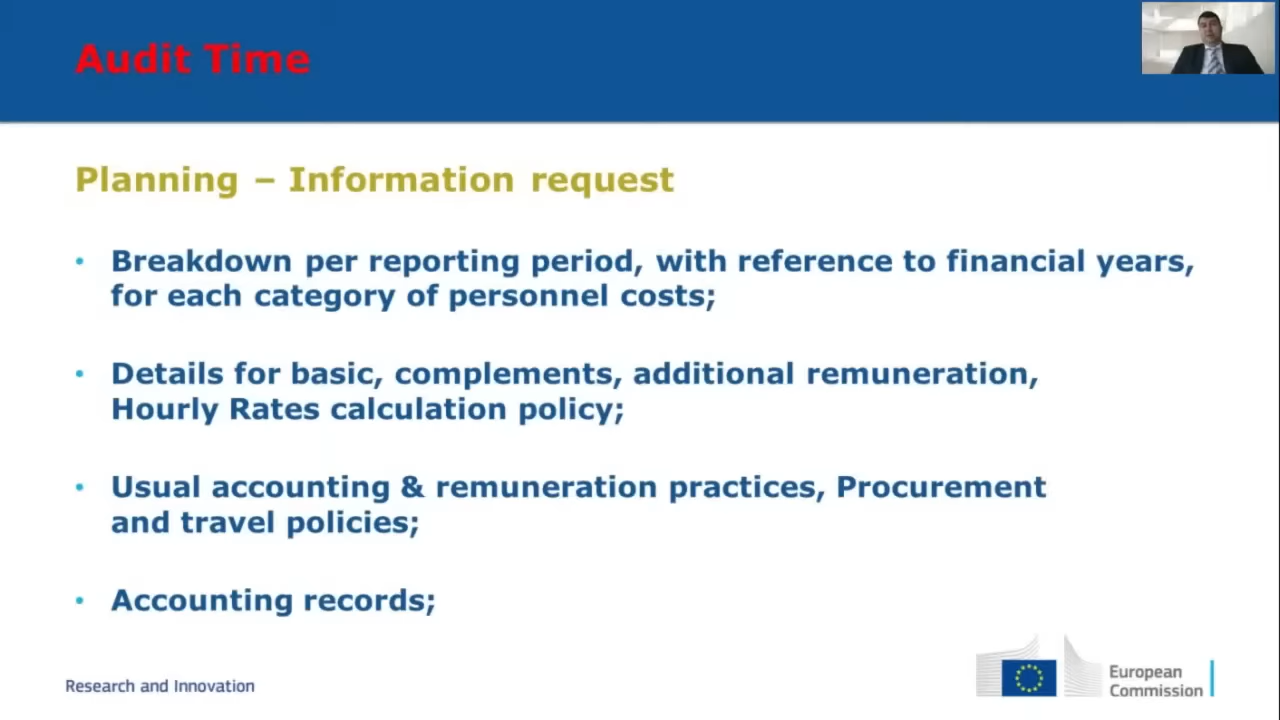 Audit Time
Planning – Information request
• Breakdown per reporting period, with reference to financial years,
for each category of personnel costs;
• Details for basic, complements, additional remuneration,
Hourly Rates calculation policy;
• Usual accounting & remuneration practices, Procurement
and travel policies;
• Accounting records;
Research and Innovation
European
Commission